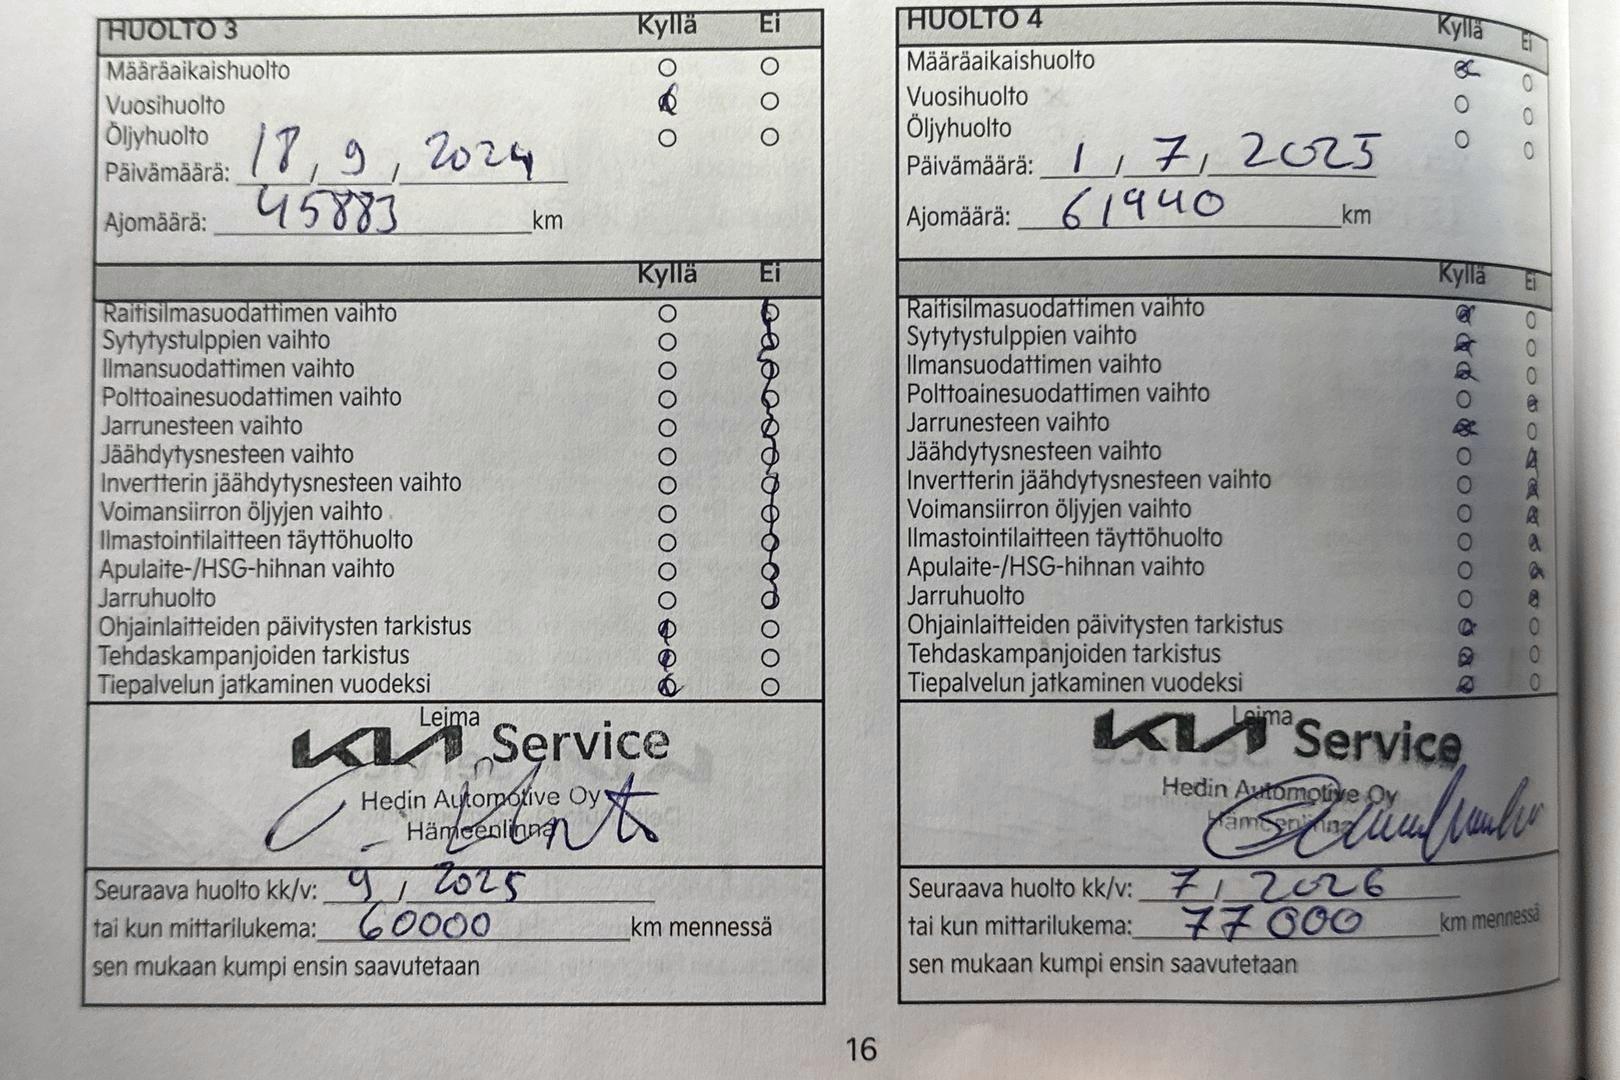 HUOLTO 3 Kyllä Ei
Määräaikaishuolto
Vuosihuolto
Öljyhuolto
Päivämäärä: 18, 9, 2024
Ajomäärä: 45883 km
Kyllä Ei
Raitisilmasuodattimen vaihto
Sytytystulppien vaihto
Ilmansuodattimen vaihto
Polttoainesuodattimen vaihto
Jarrunesteen vaihto
Jäähdytysnesteen vaihto
Invertterin jäähdytysnesteen vaihto
Voimansiirron öljyjen vaihto
Ilmastointilaitteen täyttöhuolto
Apulaite-/HSG-hihnan vaihto
Jarruhuolto
Ohjainlaitteiden päivitysten tarkistus
Tehdaskampanjoiden tarkistus
Tiepalvelun jatkaminen vuodeksi
Leima
KIA Service
Hedin Automotive Oy
Hämeenlinna
Seuraava huolto kk/v: 9 / 2025
tai kun mittarilukema: 60000 km mennessä
sen mukaan kumpi ensin saavutetaan
HUOLTO 4 Kyllä Ei
Määräaikaishuolto
Vuosihuolto
Öljyhuolto
Päivämäärä: 1, 7, 2025
Ajomäärä: 61940 km
Kyllä Ei
Raitisilmasuodattimen vaihto
Sytytystulppien vaihto
Ilmansuodattimen vaihto
Polttoainesuodattimen vaihto
Jarrunesteen vaihto
Jäähdytysnesteen vaihto
Invertterin jäähdytysnesteen vaihto
Voimansiirron öljyjen vaihto
Ilmastointilaitteen täyttöhuolto
Apulaite-/HSG-hihnan vaihto
Jarruhuolto
Ohjainlaitteiden päivitysten tarkistus
Tehdaskampanjoiden tarkistus
Tiepalvelun jatkaminen vuodeksi
Leima
KIA Service
Hedin Automotive Oy
Hämeenlinna
Seuraava huolto kk/v: 7 / 2026
tai kun mittarilukema: 77000 km mennessä
sen mukaan kumpi ensin saavutetaan
16